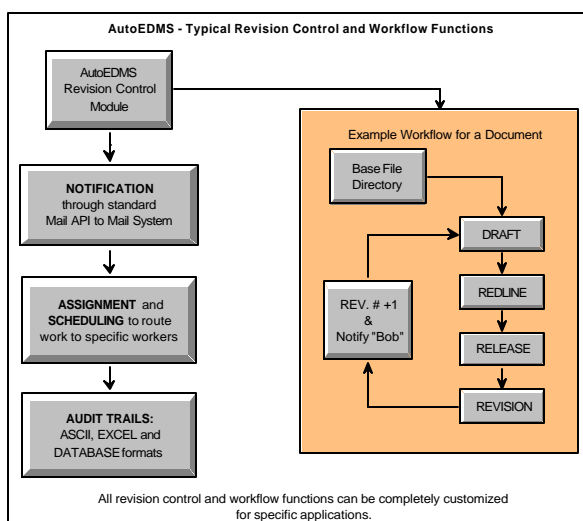 AutoEDMS - Typical Revision Control and Workflow Functions
AutoEDMS
Revision Control
Module
NOTIFICATION
through standard
Mail API to Mail System
ASSIGNMENT and
SCHEDULING to route
work to specific workers
AUDIT TRAILS:
ASCII, EXCEL and
DATABASE formats
Example Workflow for a Document
Base File
Directory
DRAFT
REDLINE
RELEASE
REVISION
REV. # +1
&
Notify "Bob"
All revision control and workflow functions can be completely customized
for specific applications.